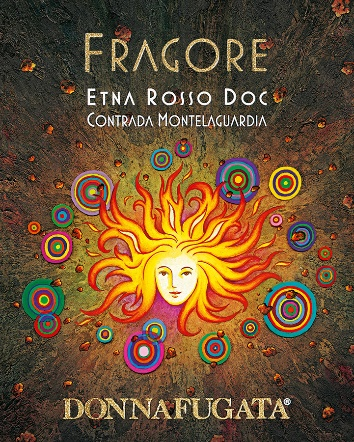 FRAGORE
ETNA ROSSO DOC
CONTRADA MONTELAGUARDIA
DONNAFUGATA®